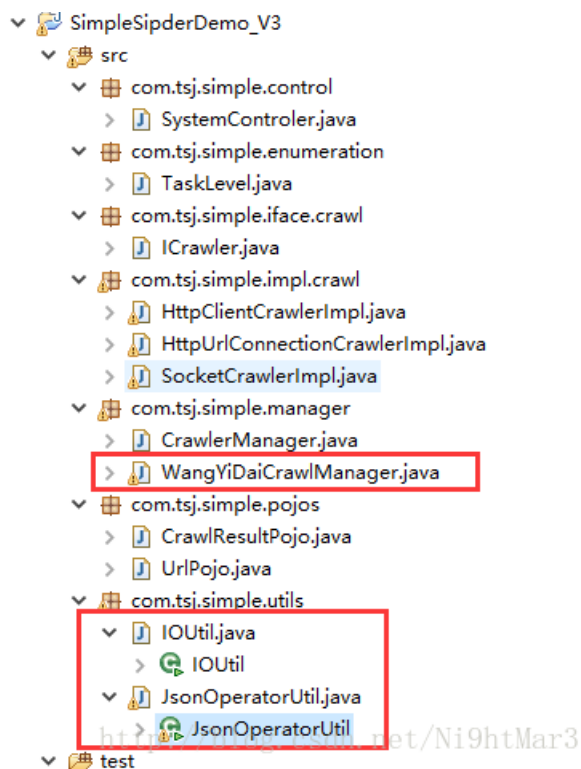 SimpleSipderDemo_V3
src
com.tsj.simple.control
SystemControler.java
com.tsj.simple.enumeration
TaskLevel.java
com.tsj.simple.iface.crawl
ICrawler.java
com.tsj.simple.impl.crawl
HttpClientCrawlerImpl.java
HttpUrlConnectionCrawlerImpl.java
SocketCrawlerImpl.java
com.tsj.simple.manager
CrawlerManager.java
WangYiDaiCrawlManager.java
com.tsj.simple.pojos
CrawlResultPojo.java
UrlPojo.java
com.tsj.simple.utils
IOUtil.java
IOUtil
JsonOperatorUtil.java
JsonOperatorUtil
net/Ni9htMar3
test